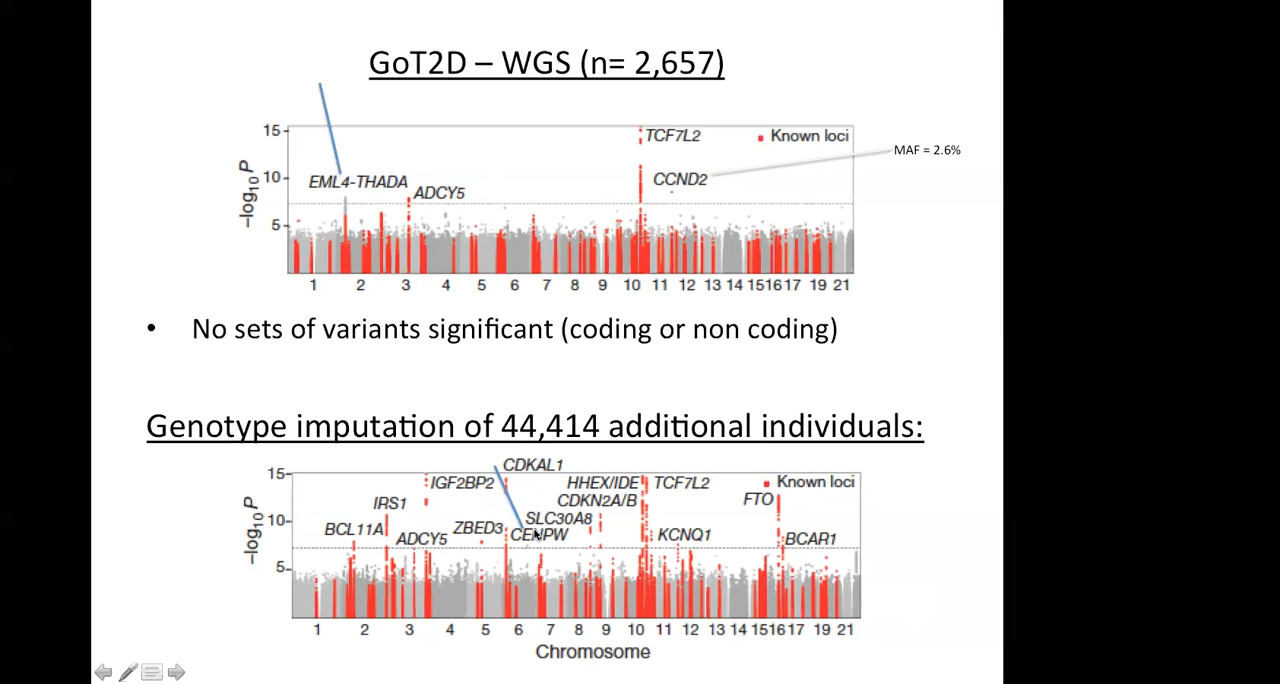 GoT2D – WGS (n= 2,657)
15
10
5
−log10 P
TCF7L2
Known loci
MAF = 2.6%
EML4-THADA
ADCY5
CCND2
1 2 3 4 5 6 7 8 9 10 11 12 13 14 15 16 17 19 21
• No sets of variants significant (coding or non coding)
Genotype imputation of 44,414 additional individuals:
15
10
5
−log10 P
CDKAL1
IGF2BP2
HHEX/IDE
TCF7L2
Known loci
IRS1
CDKN2A/B
FTO
BCL11A
ADCY5
ZBED3
SLC30A8
CENPW
KCNQ1
BCAR1
1 2 3 4 5 6 7 8 9 10 11 12 13 14 15 16 17 19 21
Chromosome